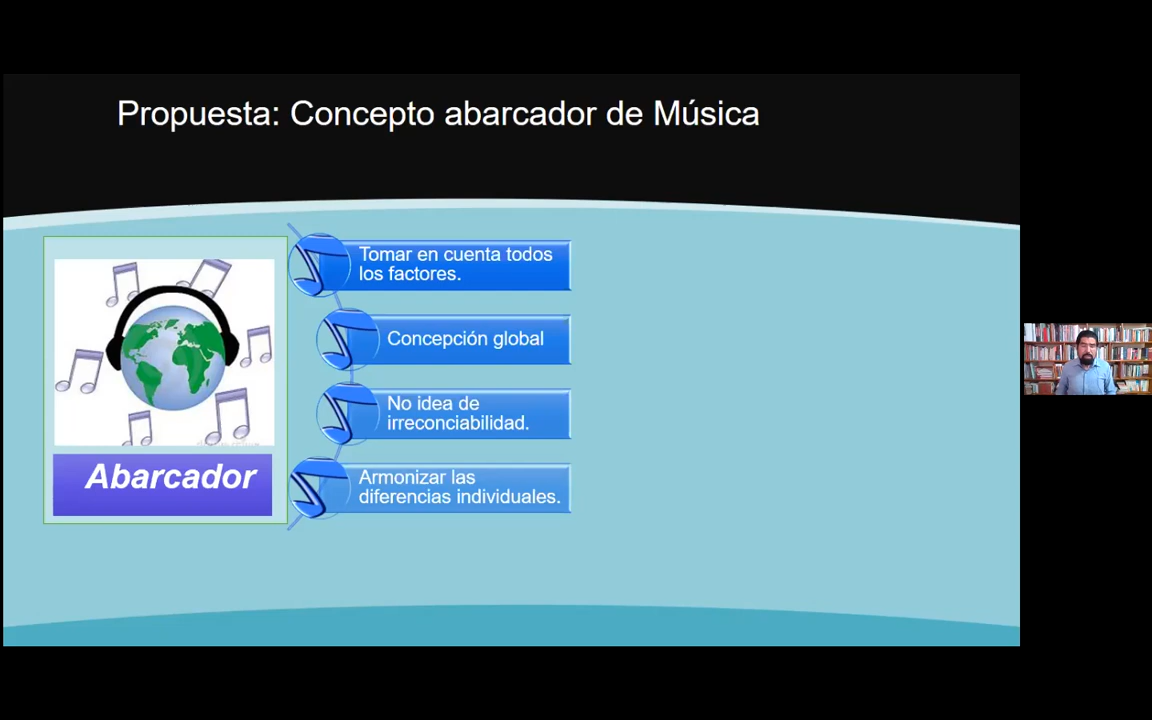 Propuesta: Concepto abarcador de Música
Tomar en cuenta todos
los factores.
Concepción global
No idea de
irreconciabilidad.
Armonizar las
diferencias individuales.
Abarcador